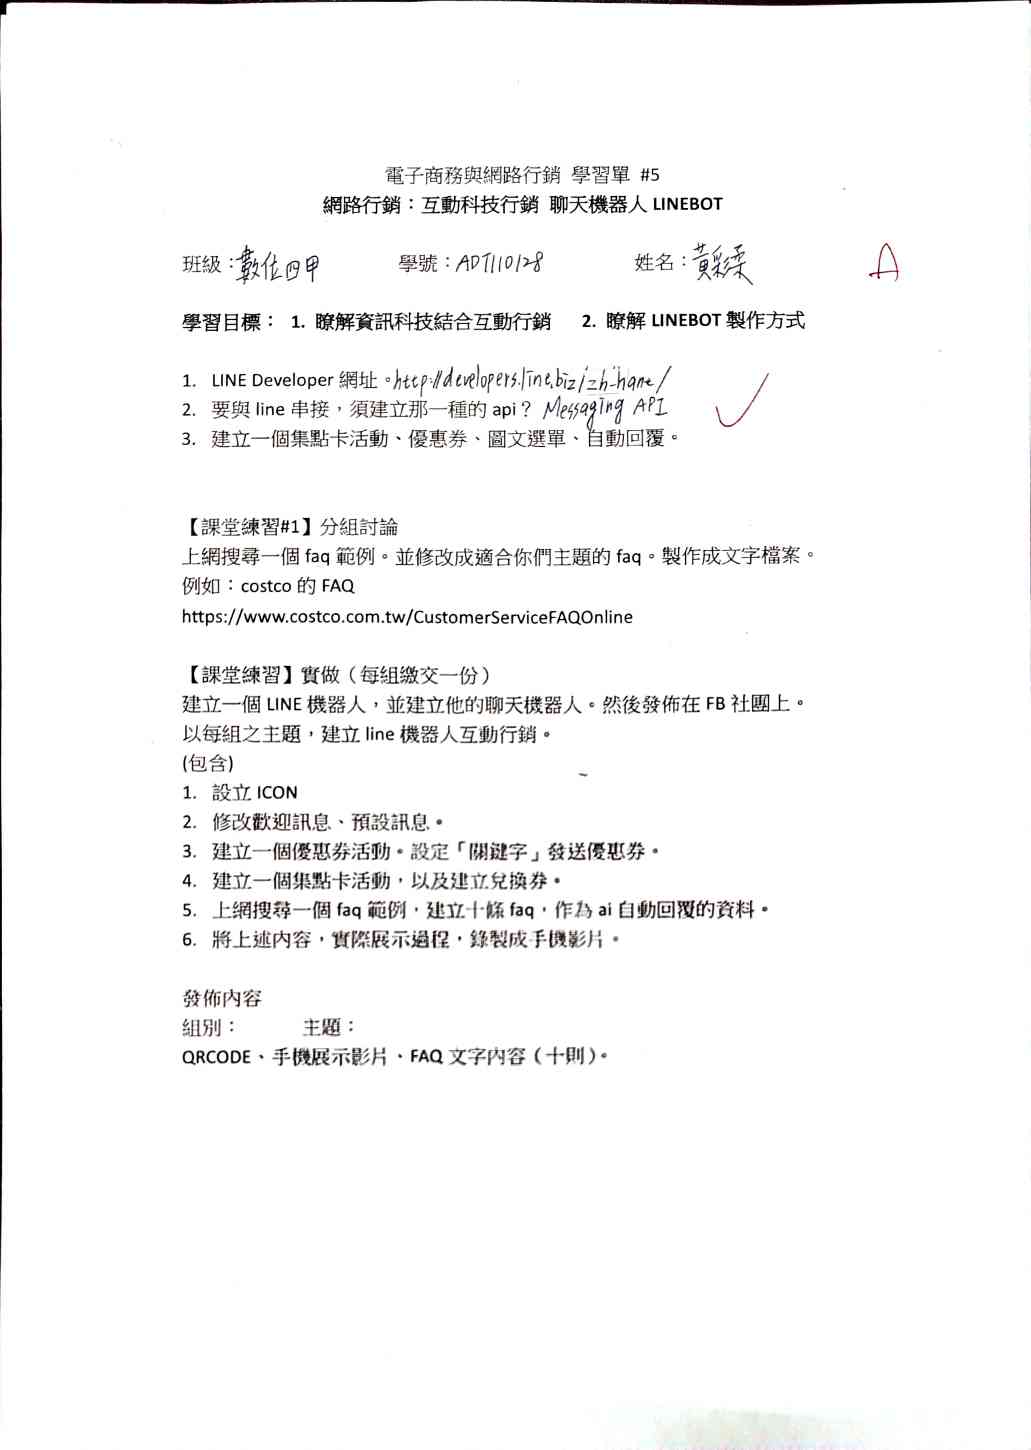 電子商務與網路行銷 學習單 #5
網路行銷：互動科技行銷 聊天機器人 LINEBOT
班級：數位四甲 學號：ADT110128 姓名：黃彩柔 A
學習目標： 1. 瞭解資訊科技結合互動行銷 2. 瞭解 LINEBOT 製作方式
1. LINE Developer 網址。http://developers.line.biz/zh-hant/
2. 要與 line 串接，須建立那一種的 api？ Messaging API
3. 建立一個集點卡活動、優惠券、圖文選單、自動回覆。
【課堂練習#1】分組討論
上網搜尋一個 faq 範例。並修改成適合你們主題的 faq。製作成文字檔案。
例如：costco 的 FAQ
https://www.costco.com.tw/CustomerServiceFAQOnline
【課堂練習】實做（每組繳交一份）
建立一個 LINE 機器人，並建立他的聊天機器人。然後發佈在 FB 社團上。
以每組之主題，建立 line 機器人互動行銷。
(包含)
1. 設立 ICON
2. 修改歡迎訊息、預設訊息。
3. 建立一個優惠券活動。設定「關鍵字」發送優惠券。
4. 建立一個集點卡活動，以及建立兌換券。
5. 上網搜尋一個 faq 範例，建立十條 faq，作為 ai 自動回覆的資料。
6. 將上述內容，實際展示過程，錄製成手機影片。
發佈內容
組別： 主題：
QRCODE、手機展示影片、FAQ 文字內容（十則）。